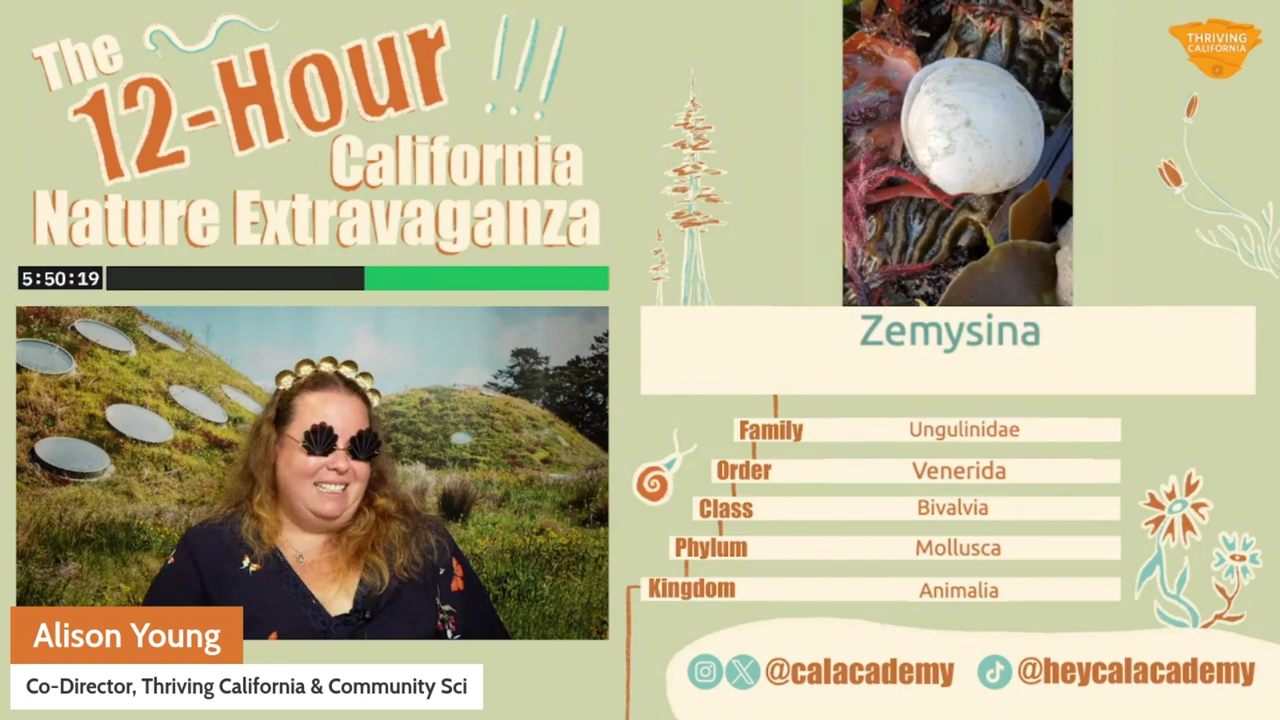 The
12-Hour
!!!
California
Nature Extravaganza
5:50:19
Alison Young
Co-Director, Thriving California & Community Sci
THRIVING
CALIFORNIA
Zemysina
Family Ungulinidae
Order Venerida
Class Bivalvia
Phylum Mollusca
Kingdom Animalia
@calacademy @heycalacademy